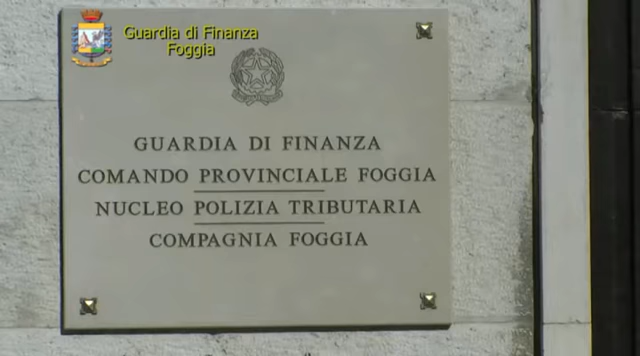 Guardia di Finanza
Foggia
GUARDIA DI FINANZA
COMANDO PROVINCIALE FOGGIA
NUCLEO POLIZIA TRIBUTARIA
COMPAGNIA FOGGIA